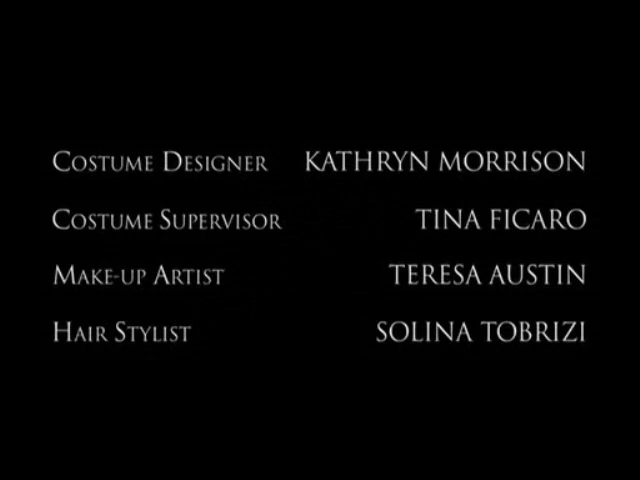 Costume Designer KATHRYN MORRISON
Costume Supervisor TINA FICARO
Make-up Artist TERESA AUSTIN
Hair Stylist SOLINA TOBRIZI